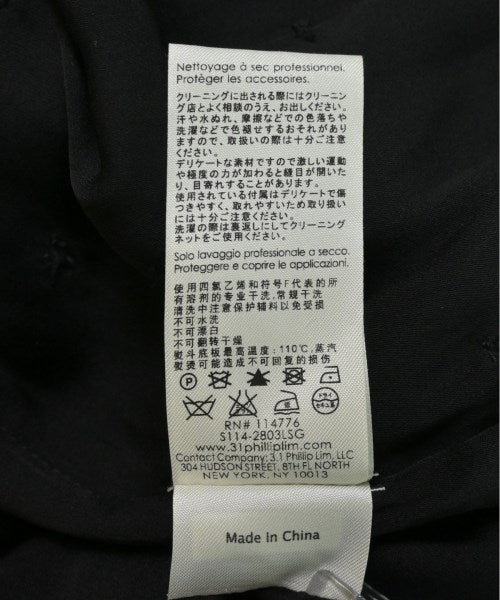 Nettoyage à sec professionnel.
Protéger les accessoires.
クリーニングに出される際にはクリーニン
グ店とよく相談のうえ、お出しください。
汗や水ぬれ、摩擦などでの色落ちや
洗濯などで色褪せするおそれがあり
ますので、取扱いの際は十分ご注意
ください。
デリケートな素材ですので激しい運動
や極度の力が加わると縫目が開いた
り、目寄れすることがあります。
使用されている付属はデリケートで傷
つきやすく、取れやすいため取り扱い
には十分ご注意ください。
洗濯の際は裏返しにしてクリーニング
ネットをご使用ください。
Solo lavaggio professionale a secco.
Proteggere e coprire le applicazioni.
使用四氯乙烯和符号F代表的所
有溶剂的专业干洗,常规干洗
清洗中注意保护辅料以免受损
不可水洗
不可漂白
不可翻转干燥
熨斗底板最高温度:110℃,蒸汽
熨烫可能造成不可回复的损伤
P
ドライ
セキユ系
RN# 114776
S114-2803LSG
www.31philliplim.com
Contact Company: 3.1 Phillip Lim, LLC
304 HUDSON STREET, 8TH FL NORTH
NEW YORK, NY 10013
Made in China